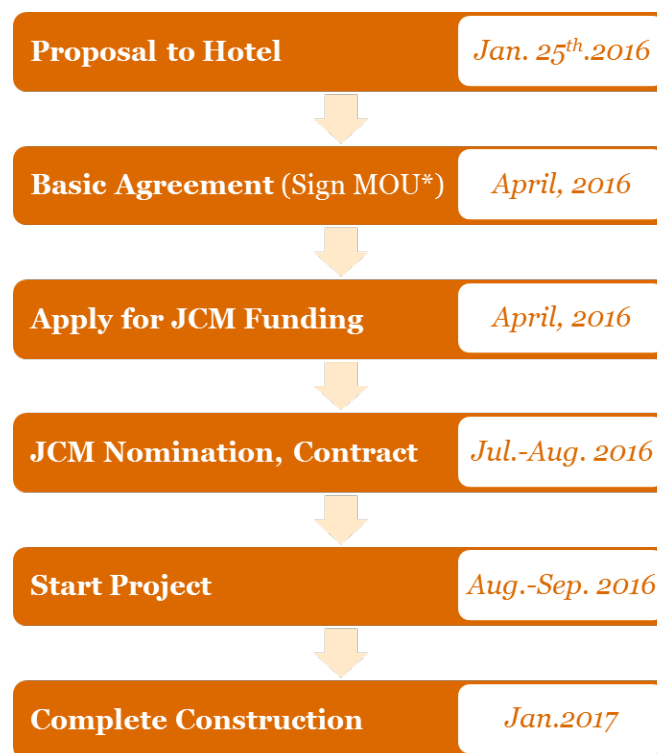 Proposal to Hotel Jan. 25th.2016
Basic Agreement (Sign MOU*) April, 2016
Apply for JCM Funding April, 2016
JCM Nomination, Contract Jul.-Aug. 2016
Start Project Aug.-Sep. 2016
Complete Construction Jan.2017